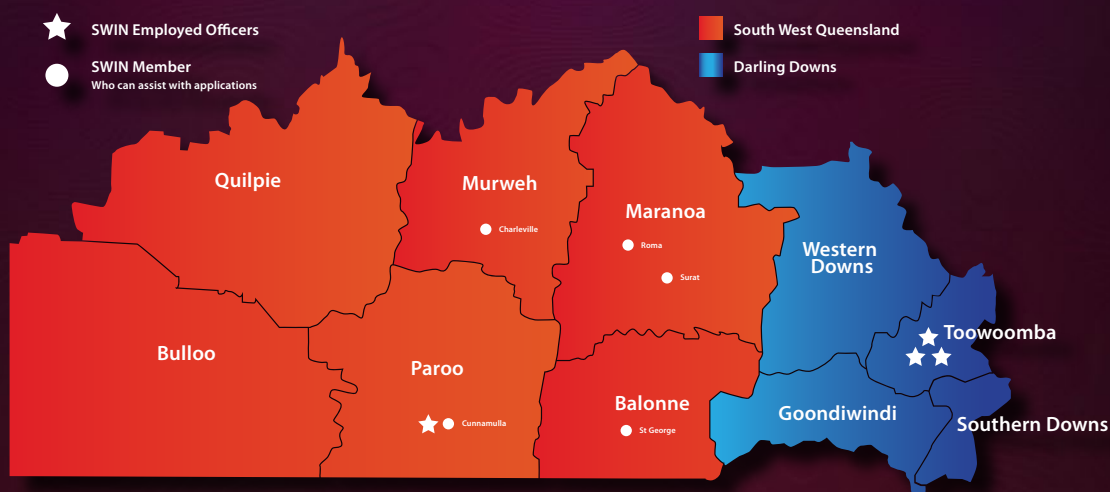 SWIN Employed Officers
SWIN Member
Who can assist with applications
South West Queensland
Darling Downs
Quilpie
Murweh
Charleville
Maranoa
Roma
Surat
Western
Downs
Toowoomba
Bulloo
Paroo
Cunnamulla
Balonne
St George
Goondiwindi
Southern Downs